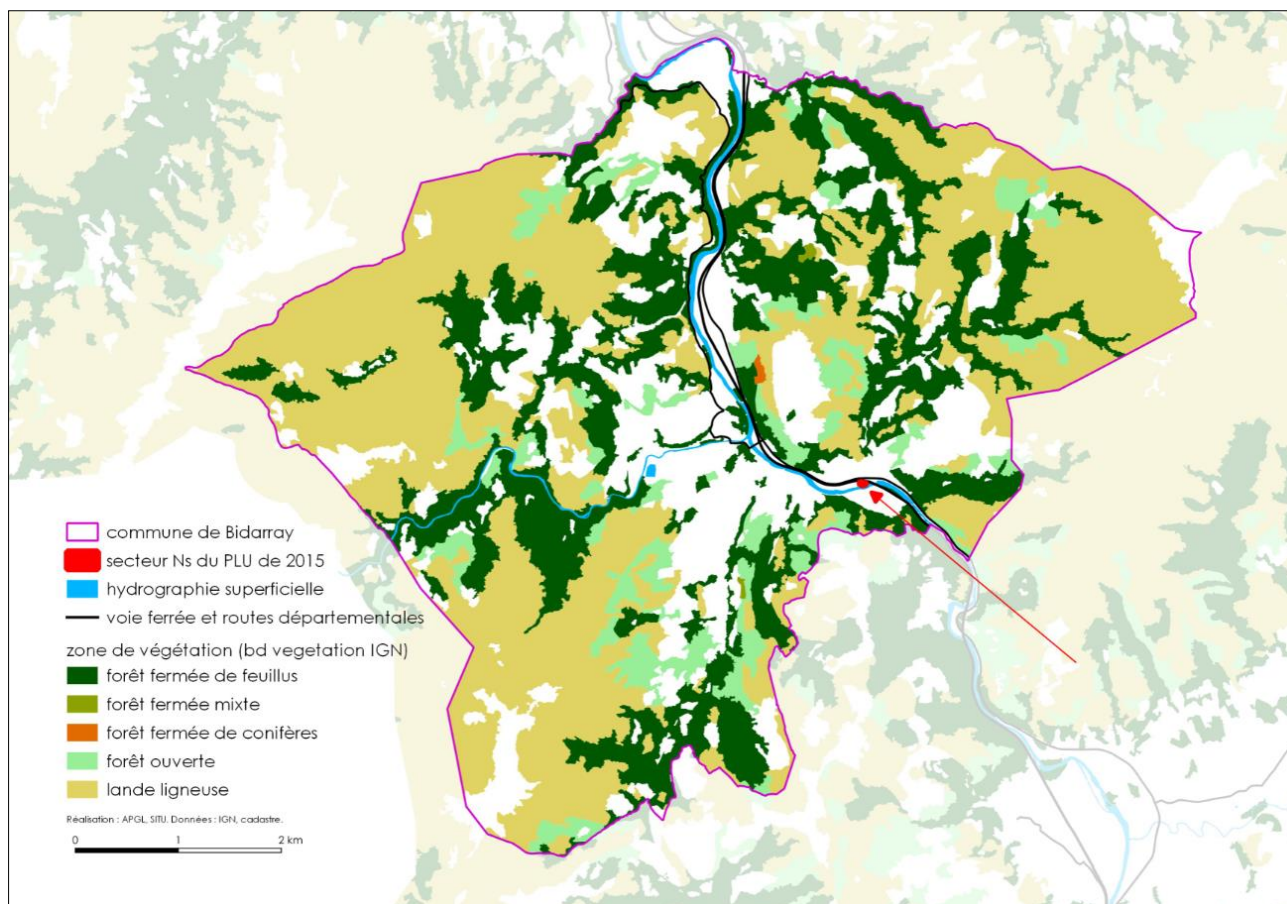 commune de Bidarray
secteur Ns du PLU de 2015
hydrographie superficielle
voie ferrée et routes départementales
zone de végétation (bd vegetation IGN)
forêt fermée de feuillus
forêt fermée mixte
forêt fermée de conifères
forêt ouverte
lande ligneuse
Réalisation : APGL, SITU. Données : IGN, cadastre.
0 1 2 km